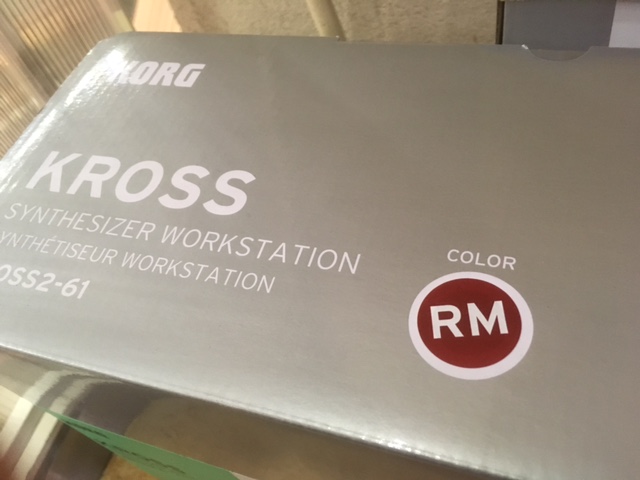 KORG
KROSS
SYNTHESIZER WORKSTATION
YNTHÉTISEUR WORKSTATION
OSS2-61
COLOR
RM